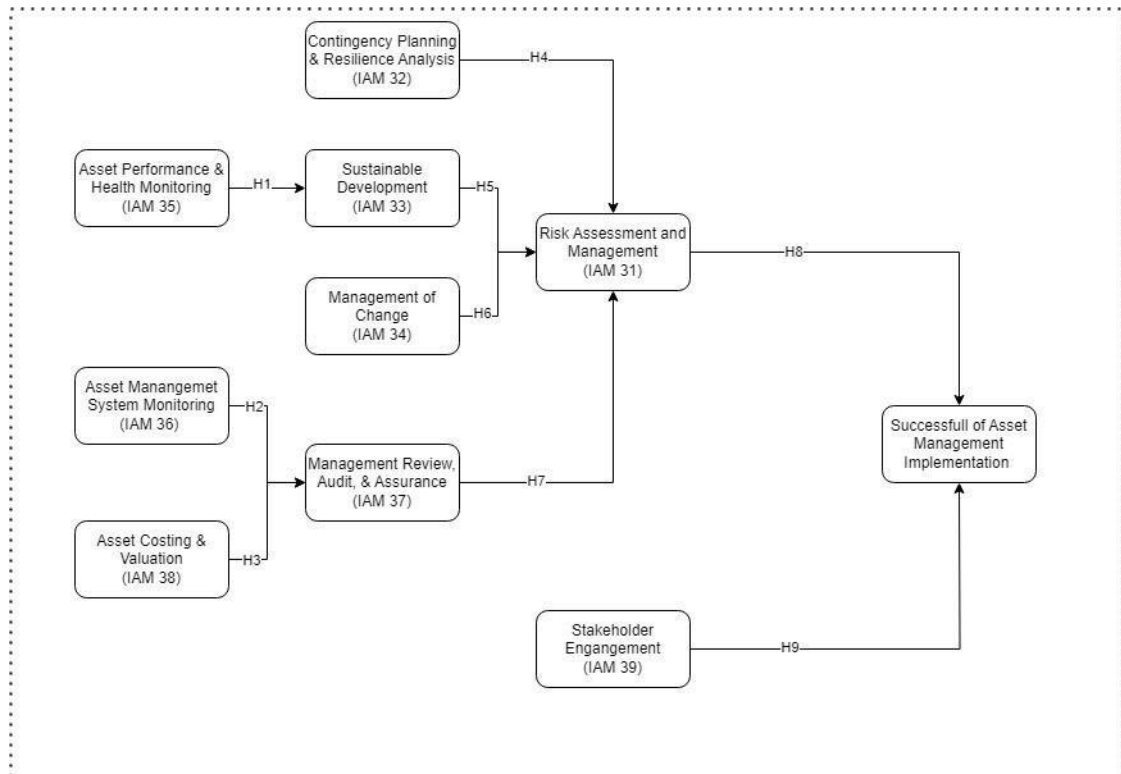 Contingency Planning
& Resilience Analysis
(IAM 32)
H4
Asset Performance &
Health Monitoring
(IAM 35)
H1
Sustainable
Development
(IAM 33)
H5
Risk Assessment and
Management
(IAM 31)
H8
Management of
Change
(IAM 34)
H6
Asset Manangemet
System Monitoring
(IAM 36)
H2
Management Review,
Audit, & Assurance
(IAM 37)
H7
Successfull of Asset
Management
Implementation
Asset Costing &
Valuation
(IAM 38)
H3
Stakeholder
Engangement
(IAM 39)
H9